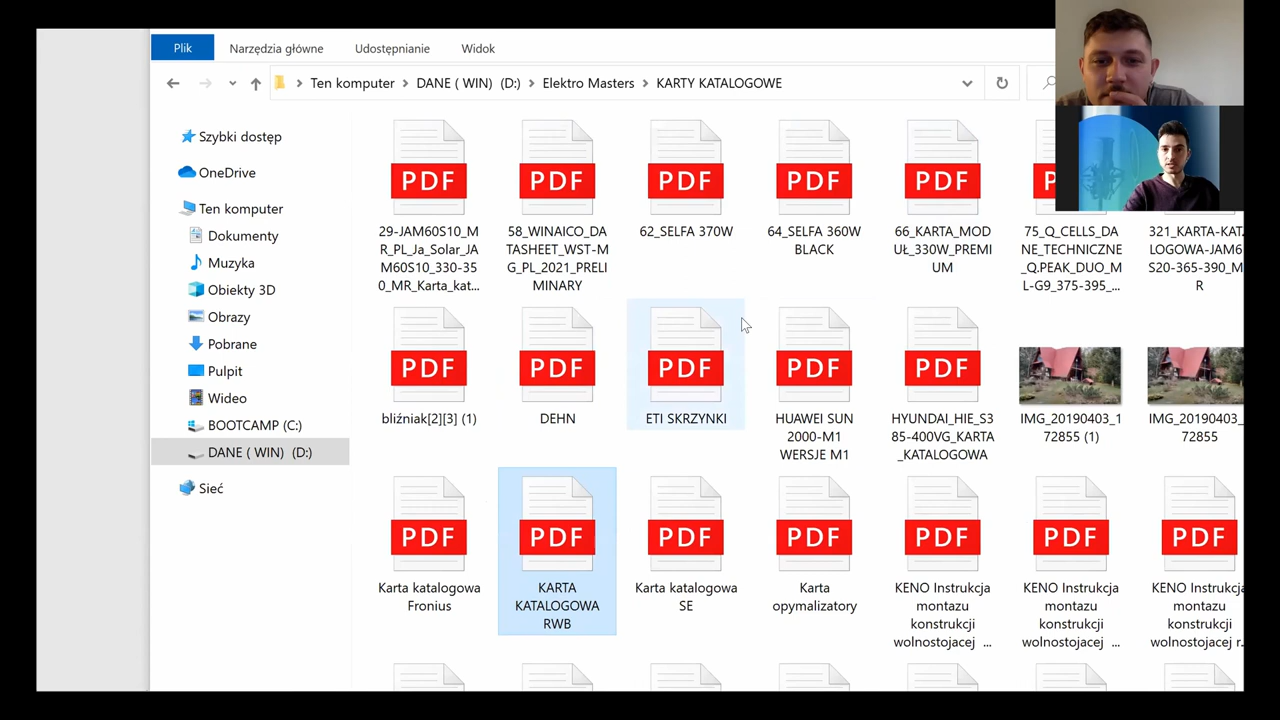 Plik
Narzędzia główne
Udostępnianie
Widok
Ten komputer
DANE ( WIN) (D:)
Elektro Masters
KARTY KATALOGOWE
Szybki dostęp
OneDrive
Ten komputer
Dokumenty
Muzyka
Obiekty 3D
Obrazy
Pobrane
Pulpit
Wideo
BOOTCAMP (C:)
DANE ( WIN) (D:)
Sieć
PDF
29-JAM60S10_M
R_PL_Ja_Solar_JA
M60S10_330-35
0_MR_Karta_kat...
PDF
58_WINAICO_DA
TASHEET_WST-M
G_PL_2021_PRELI
MINARY
PDF
62_SELFA 370W
PDF
64_SELFA 360W
BLACK
PDF
66_KARTA_MOD
UŁ_330W_PREMI
UM
75_Q_CELLS_DA
NE_TECHNICZNE
_Q.PEAK_DUO_M
L-G9_375-395_...
321_KARTA-KAT
LOGOWA-JAM6
S20-365-390_M
R
PDF
bliźniak[2][3] (1)
PDF
DEHN
PDF
ETI SKRZYNKI
PDF
HUAWEI SUN
2000-M1
WERSJE M1
PDF
HYUNDAI_HIE_S3
85-400VG_KARTA
_KATALOGOWA
IMG_20190403_1
72855 (1)
IMG_20190403_
72855
PDF
Karta katalogowa
Fronius
PDF
KARTA
KATALOGOWA
RWB
PDF
Karta katalogowa
SE
PDF
Karta
opymalizatory
PDF
KENO Instrukcja
montazu
konstrukcji
wolnostojacej ...
PDF
KENO Instrukcja
montazu
konstrukcji
wolnostojacej ...
PDF
KENO Instrukcja
montazu
konstrukcji
wolnostojacej r.